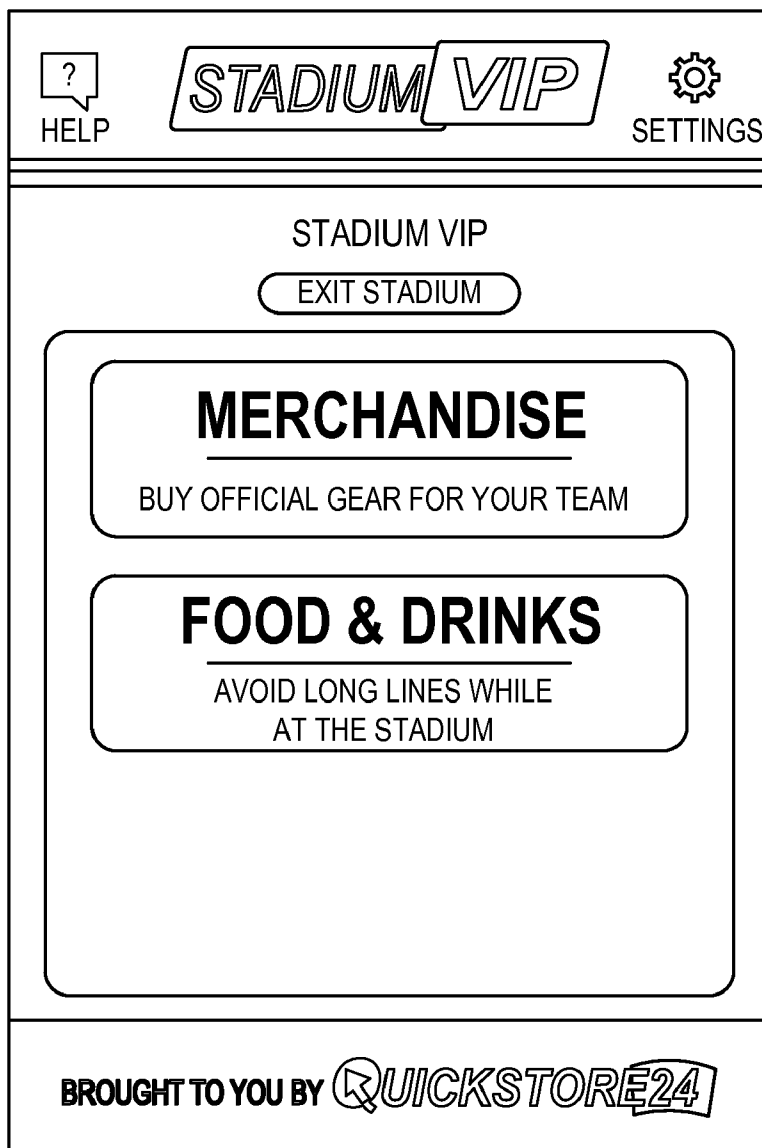 ?
HELP
STADIUM VIP
SETTINGS
STADIUM VIP
EXIT STADIUM
MERCHANDISE
BUY OFFICIAL GEAR FOR YOUR TEAM
FOOD & DRINKS
AVOID LONG LINES WHILE
AT THE STADIUM
BROUGHT TO YOU BY QUICKSTORE24